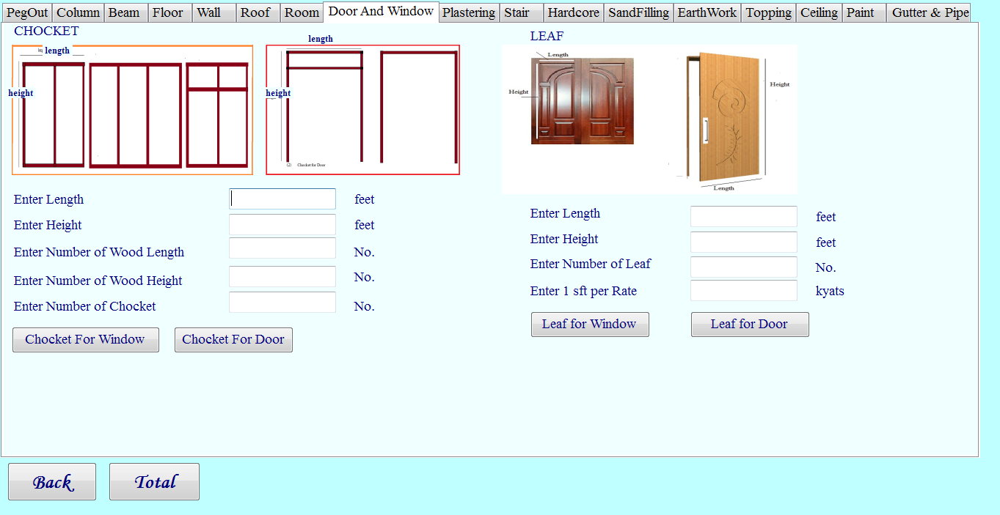 PegOut Column Beam Floor Wall Roof Room Door And Window Plastering Stair Hardcore SandFilling EarthWork Topping Ceiling Paint Gutter & Pipe
CHOCKET
length
length
height
height
(2) Chocket for Door
LEAF
Length
Height
Height
Length
Enter Length feet
Enter Height feet
Enter Number of Wood Length No.
Enter Number of Wood Height No.
Enter Number of Chocket No.
Chocket For Window Chocket For Door
Enter Length feet
Enter Height feet
Enter Number of Leaf No.
Enter 1 sft per Rate kyats
Leaf for Window Leaf for Door
Back Total